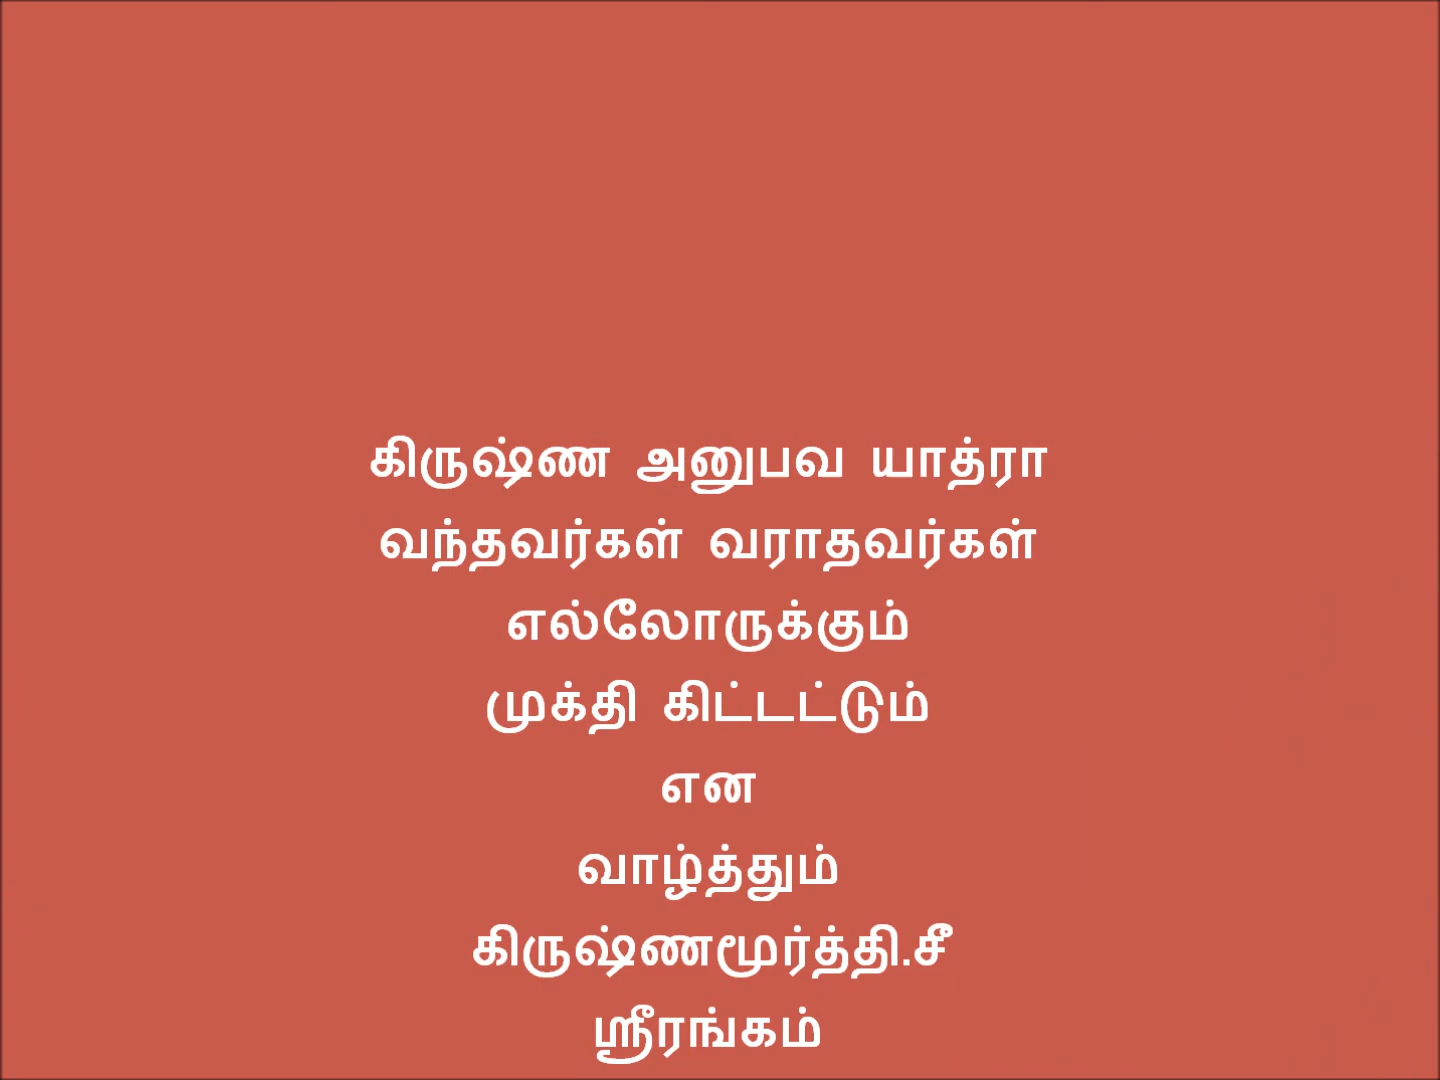 கிருஷ்ண அனுபவ யாத்ரா
வந்தவர்கள் வராதவர்கள்
எல்லோருக்கும்
முக்தி கிட்டட்டும்
என
வாழ்த்தும்
கிருஷ்ணமூர்த்தி.சீ
ஸ்ரீரங்கம்